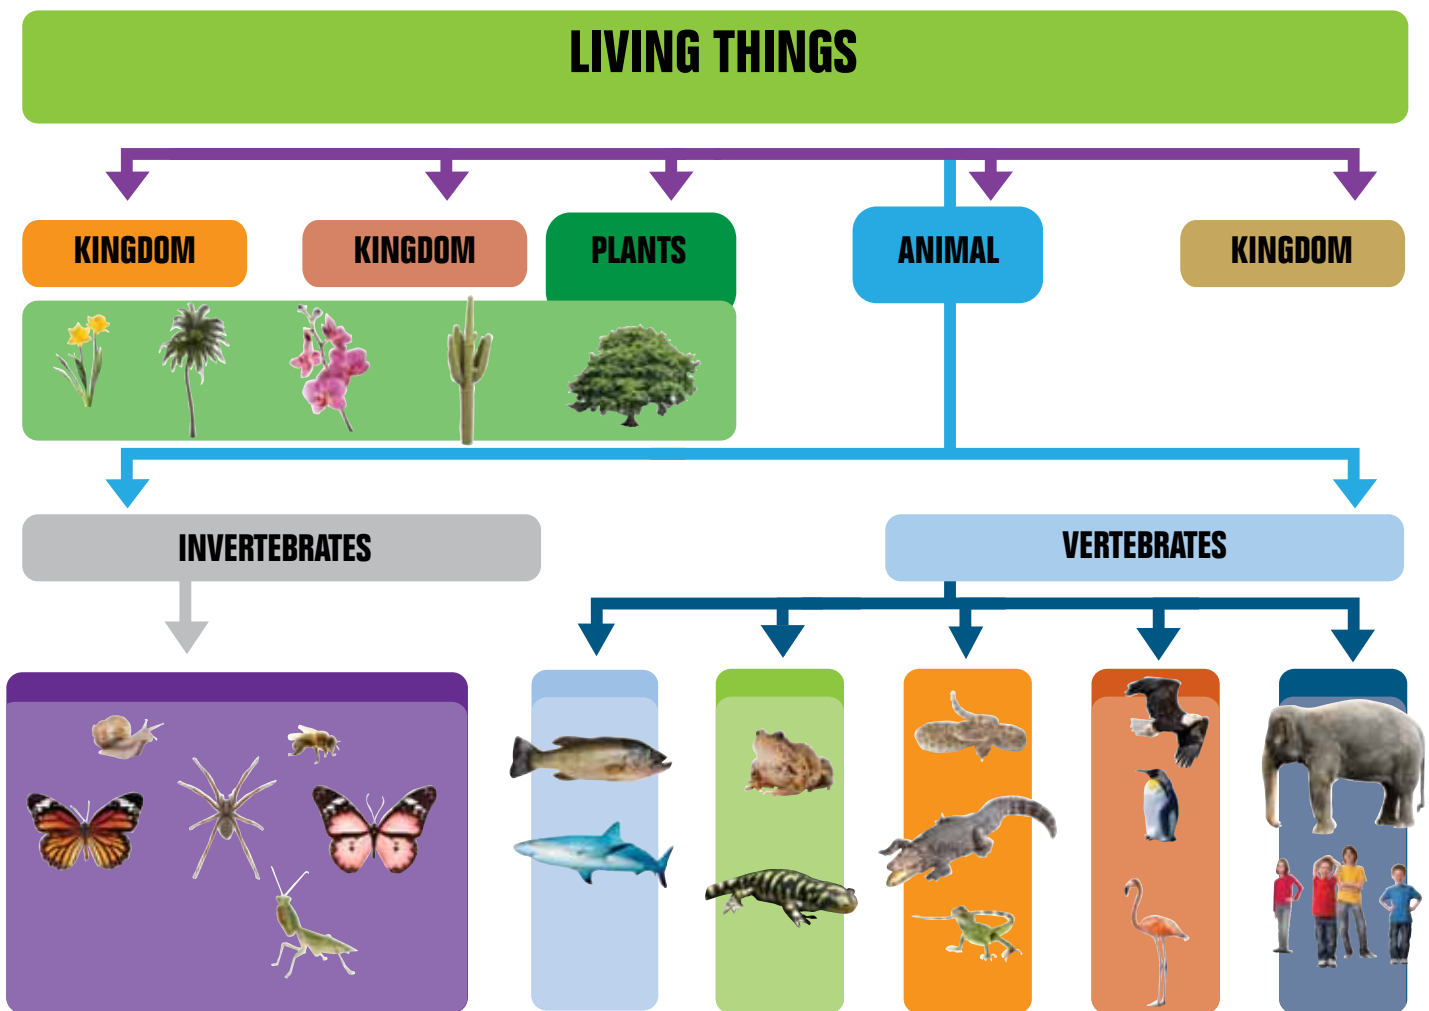 LIVING THINGS
KINGDOM
KINGDOM
PLANTS
ANIMAL
KINGDOM
INVERTEBRATES
VERTEBRATES